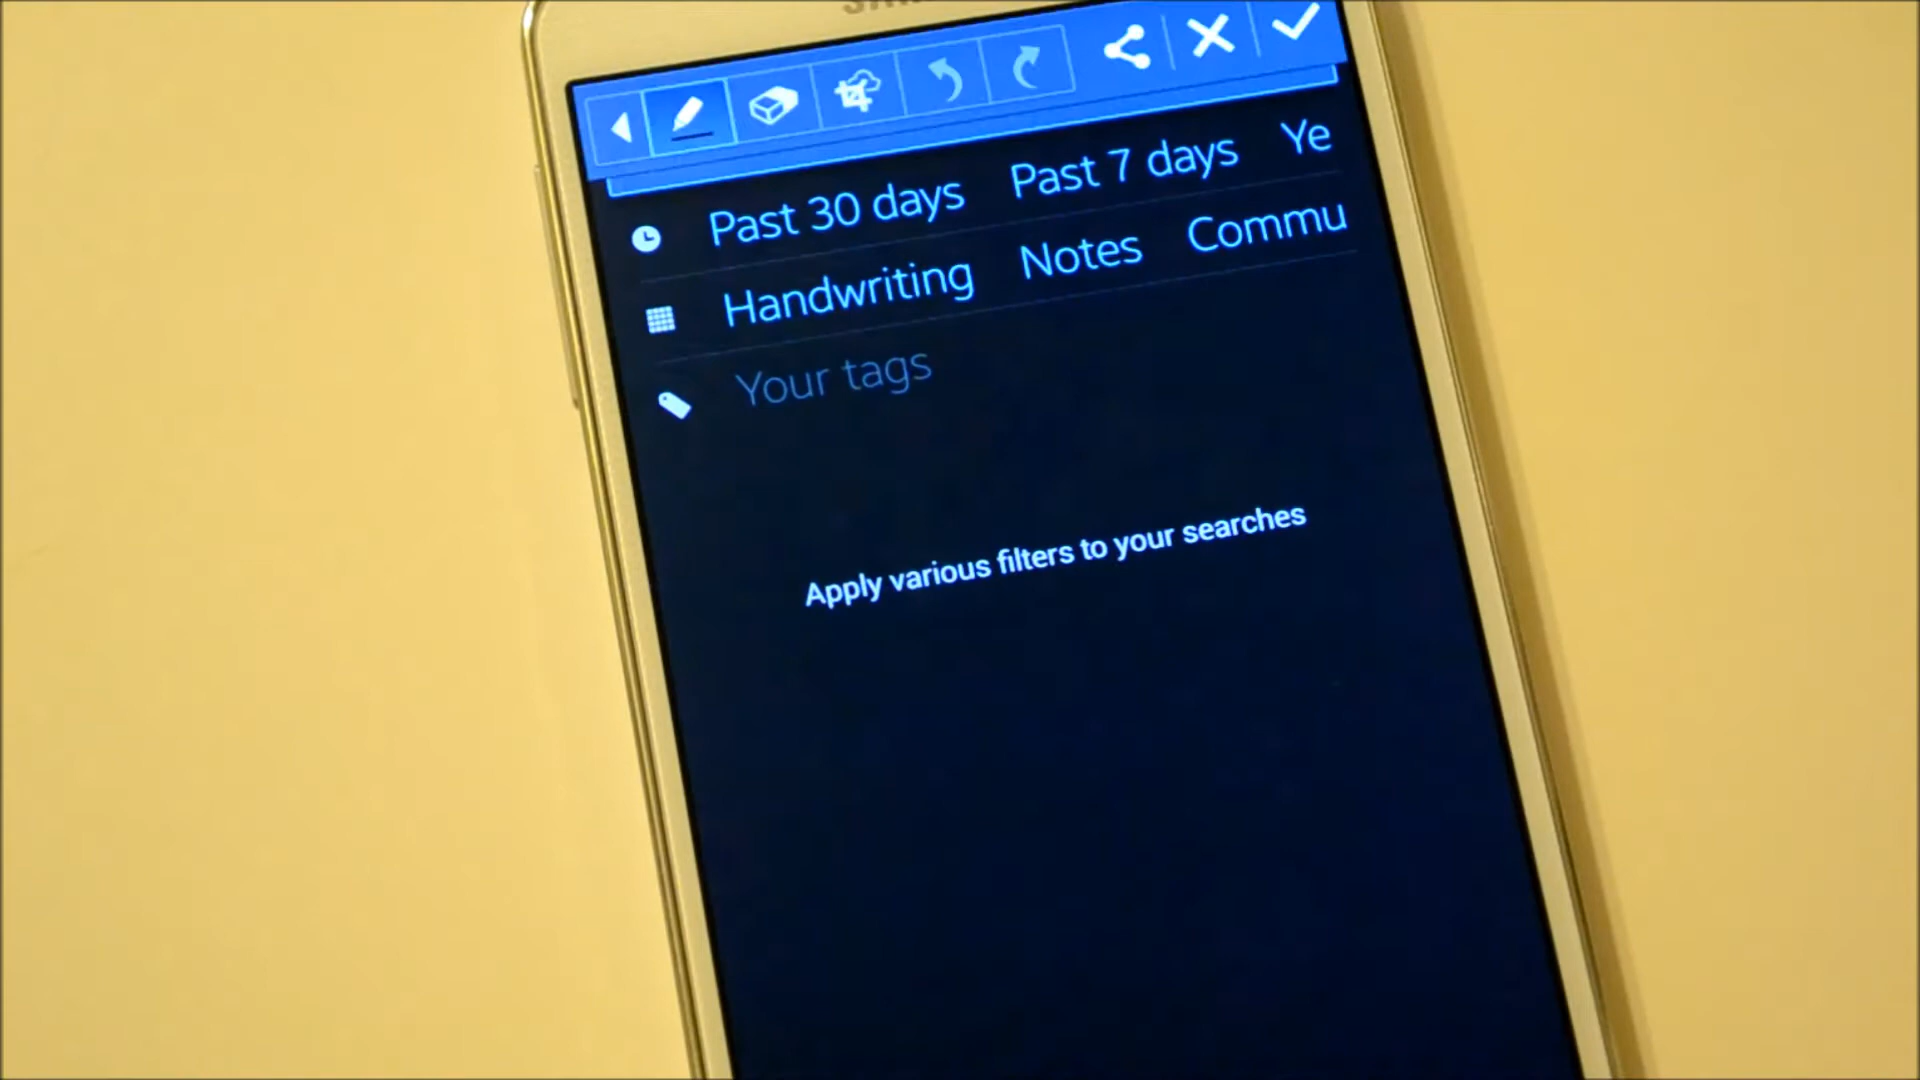 Past 30 days Past 7 days Ye
Handwriting Notes Commu
Your tags
Apply various filters to your searches